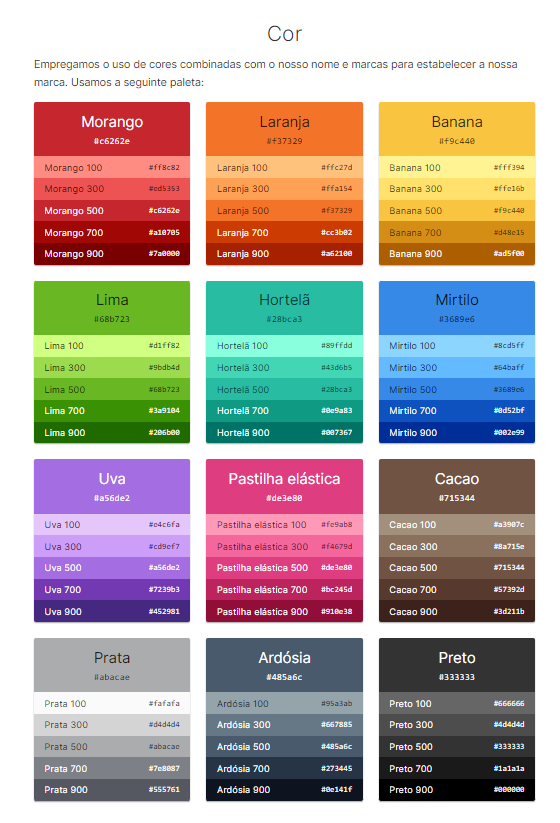 Cor
Empregamos o uso de cores combinadas com o nosso nome e marcas para estabelecer a nossa
marca. Usamos a seguinte paleta:
Morango
#c6262e
Morango 100 #ff8c82
Morango 300 #ed5353
Morango 500 #c6262e
Morango 700 #a10705
Morango 900 #7a0000
Laranja
#f37329
Laranja 100 #ffc27d
Laranja 300 #ffa154
Laranja 500 #f37329
Laranja 700 #cc3b02
Laranja 900 #a62100
Banana
#f9c440
Banana 100 #fff394
Banana 300 #ffe16b
Banana 500 #f9c440
Banana 700 #d48e15
Banana 900 #ad5f00
Lima
#68b723
Lima 100 #d1ff82
Lima 300 #9bdb4d
Lima 500 #68b723
Lima 700 #3a9104
Lima 900 #206b00
Hortelã
#28bca3
Hortelã 100 #89ffdd
Hortelã 300 #43d6b5
Hortelã 500 #28bca3
Hortelã 700 #0e9a83
Hortelã 900 #007367
Mirtilo
#3689e6
Mirtilo 100 #8cd5ff
Mirtilo 300 #64baff
Mirtilo 500 #3689e6
Mirtilo 700 #0d52bf
Mirtilo 900 #002e99
Uva
#a56de2
Uva 100 #e4c6fa
Uva 300 #cd9ef7
Uva 500 #a56de2
Uva 700 #7239b3
Uva 900 #452981
Pastilha elástica
#de3e80
Pastilha elástica 100 #fe9ab8
Pastilha elástica 300 #f4679d
Pastilha elástica 500 #de3e80
Pastilha elástica 700 #bc245d
Pastilha elástica 900 #910e38
Cacao
#715344
Cacao 100 #a3907c
Cacao 300 #8a715e
Cacao 500 #715344
Cacao 700 #57392d
Cacao 900 #3d211b
Prata
#abacae
Prata 100 #fafafa
Prata 300 #d4d4d4
Prata 500 #abacae
Prata 700 #7e8087
Prata 900 #555761
Ardósia
#485a6c
Ardósia 100 #95a3ab
Ardósia 300 #667885
Ardósia 500 #485a6c
Ardósia 700 #273445
Ardósia 900 #0e141f
Preto
#333333
Preto 100 #666666
Preto 300 #4d4d4d
Preto 500 #333333
Preto 700 #1a1a1a
Preto 900 #000000